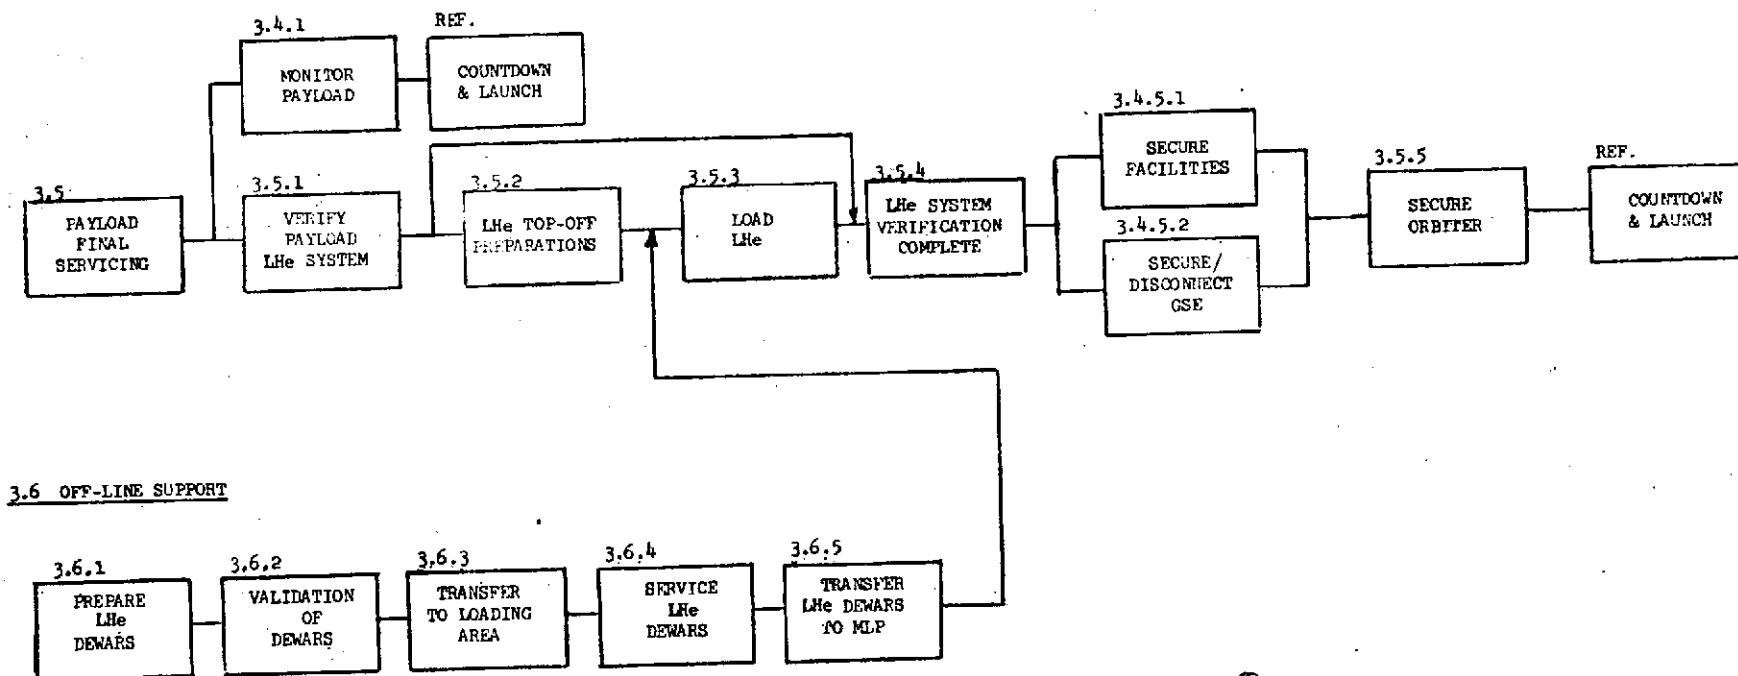 3.4.1
MONITOR
PAYLOAD
REF.
COUNTDOWN
& LAUNCH
3.5
PAYLOAD
FINAL
SERVICING
3.5.1
VERIFY
PAYLOAD
LHe SYSTEM
3.5.2
LHe TOP-OFF
PREPARATIONS
3.5.3
LOAD
LHe
3.5.4
LHe SYSTEM
VERIFICATION
COMPLETE
3.4.5.1
SECURE
FACILITIES
3.4.5.2
SECURE/
DISCONNECT
GSE
3.5.5
SECURE
ORBITER
REF.
COUNTDOWN
& LAUNCH
3.6 OFF-LINE SUPPORT
3.6.1
PREPARE
LHe
DEWARS
3.6.2
VALIDATION
OF
DEWARS
3.6.3
TRANSFER
TO LOADING
AREA
3.6.4
SERVICE
LHe
DEWARS
3.6.5
TRANSFER
LHe DEWARS
TO MLP